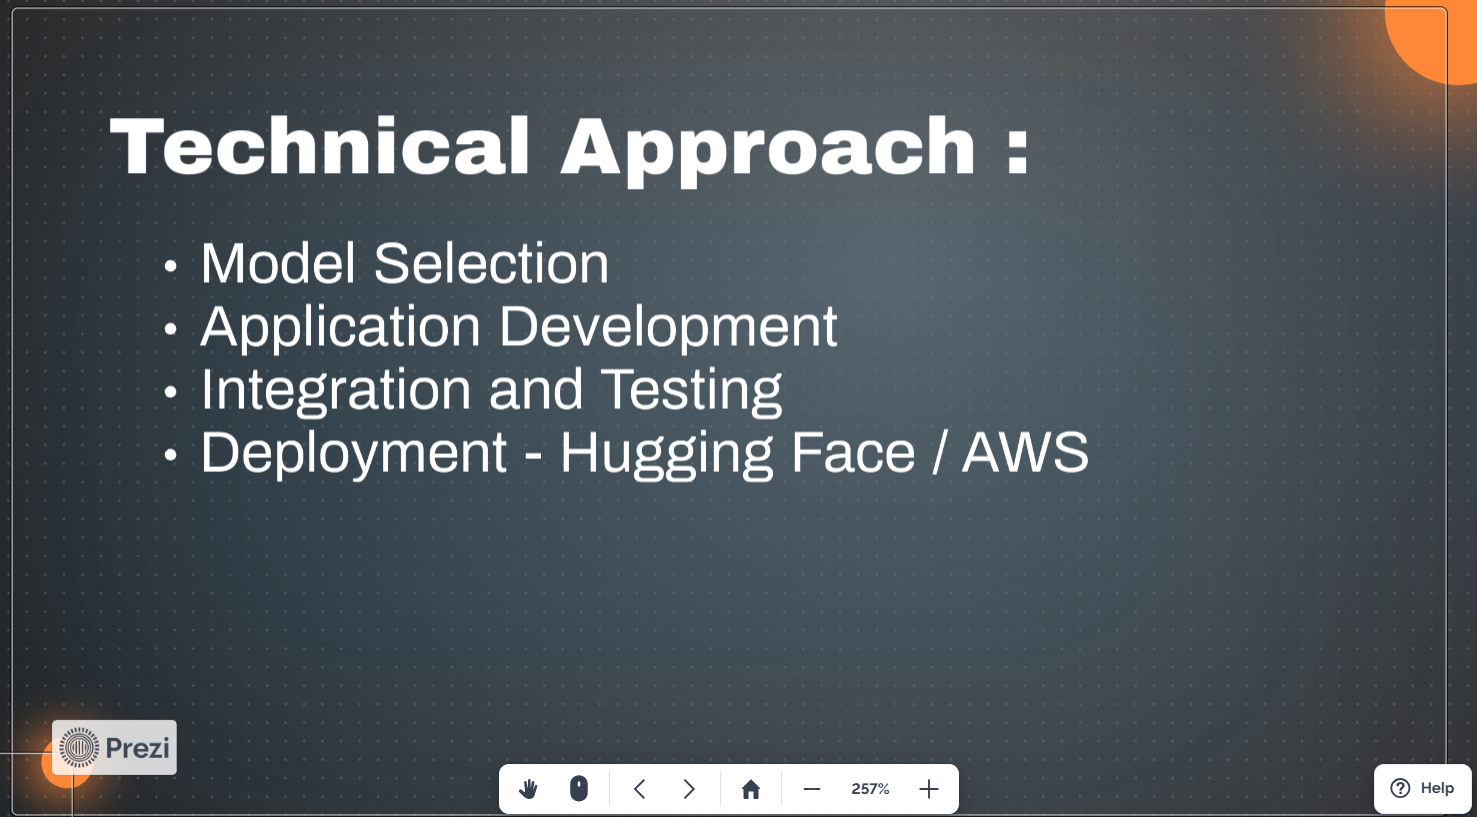 Technical Approach :
• Model Selection
• Application Development
• Integration and Testing
• Deployment - Hugging Face / AWS
Prezi
257%
Help